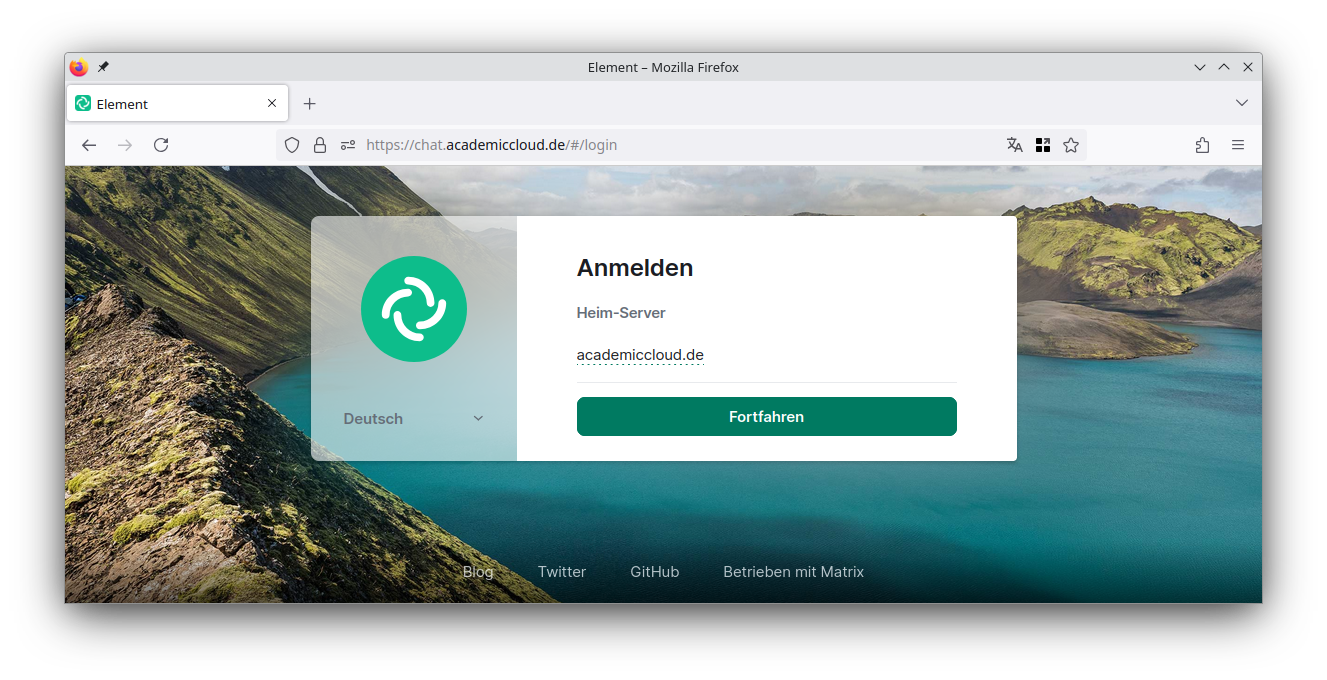 Element – Mozilla Firefox
Element
https://chat.academiccloud.de/#/login
Anmelden
Heim-Server
academiccloud.de
Deutsch
Fortfahren
Blog Twitter GitHub Betrieben mit Matrix